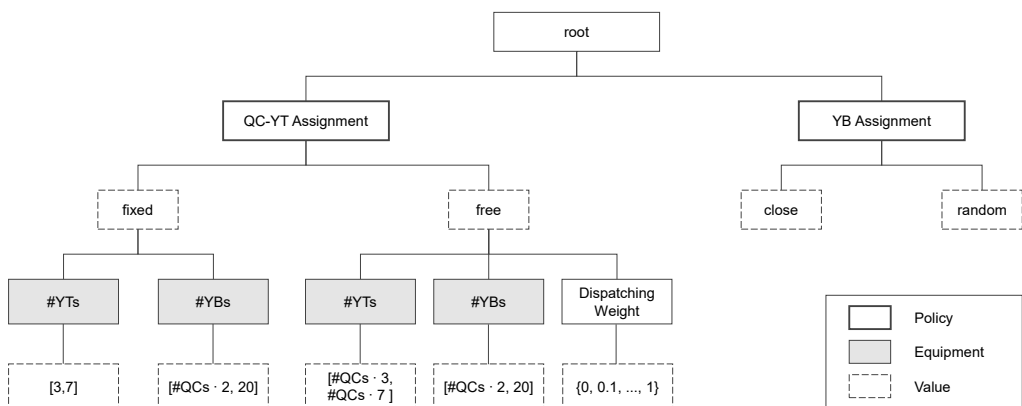 root
QC-YT Assignment
YB Assignment
fixed
free
close
random
#YTs
#YBs
#YTs
#YBs
Dispatching
Weight
[3,7]
[#QCs · 2, 20]
[#QCs · 3,
#QCs · 7 ]
[#QCs · 2, 20]
{0, 0.1, ..., 1}
Policy
Equipment
Value